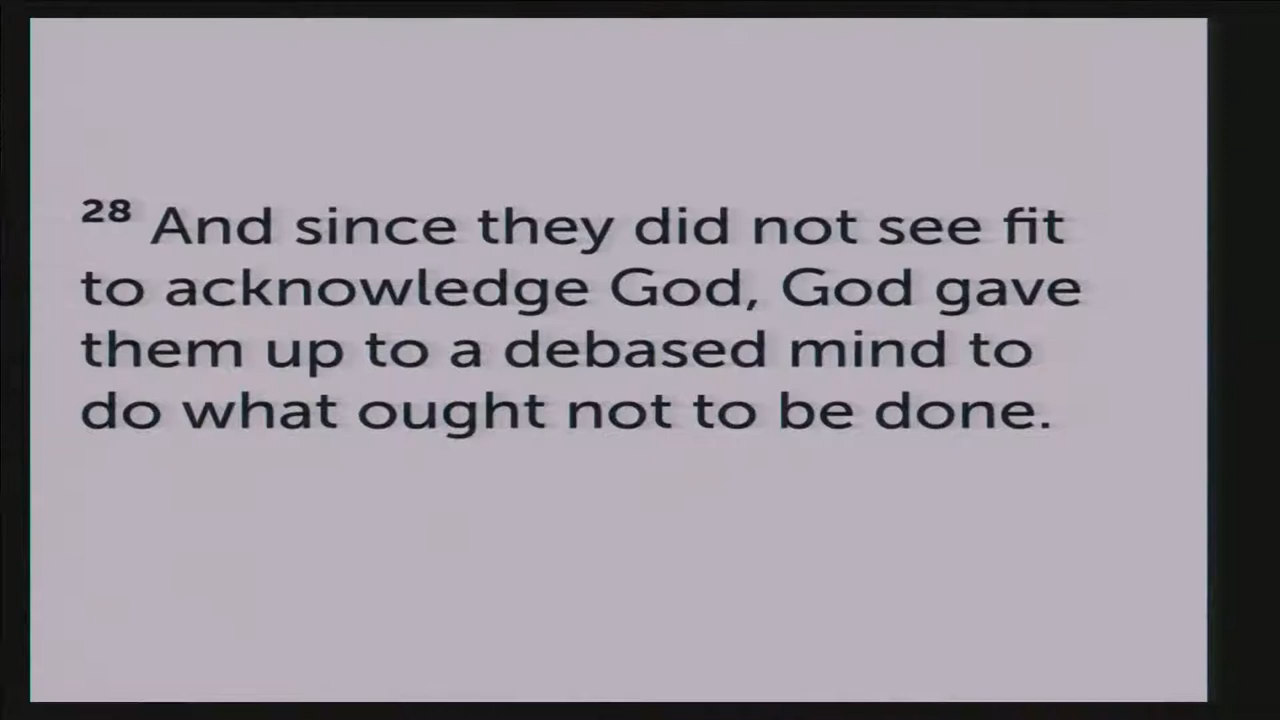 28 And since they did not see fit
to acknowledge God, God gave
them up to a debased mind to
do what ought not to be done.